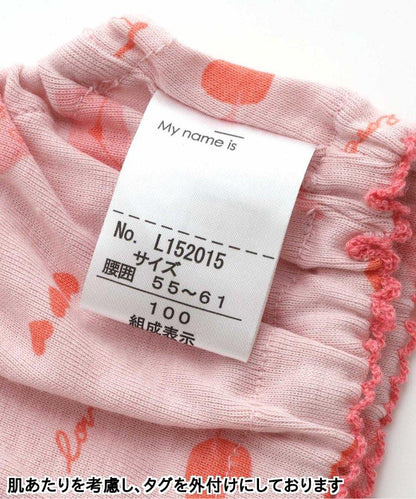 My name is
No. L152015
サイズ
腰囲 55～61
100
組成表示
love
肌あたりを考慮し、タグを外付けにしております